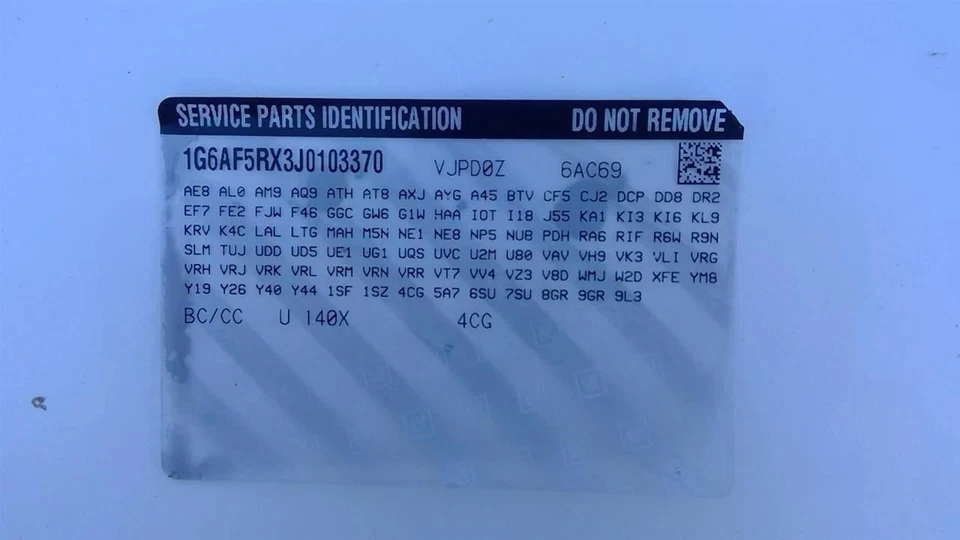 SERVICE PARTS IDENTIFICATION DO NOT REMOVE
1G6AF5RX3J0103370 VJPD0Z 6AC69
AE8 AL0 AM9 AQ9 ATH AT8 AXJ AYG A45 BTV CF5 CJ2 DCP DD8 DR2
EF7 FE2 FJW F46 GGC GW6 G1W HAA IOT I18 J55 KA1 KI3 KI6 KL9
KRV K4C LAL LTG MAH M5N NE1 NE8 NP5 NUB PDH RA6 RIF R6W R9N
SLM TUJ UDD UD5 UE1 UG1 UQS UVC U2M U80 VAV VH9 VK3 VLI VRG
VRH VRJ VRK VRL VRM VRN VRR VT7 VV4 VZ3 V8D WMJ W2D XFE YM8
Y19 Y26 Y40 Y44 1SF 1SZ 4CG 5A7 6SU 7SU 8GR 9GR 9L3
BC/CC U 140X 4CG